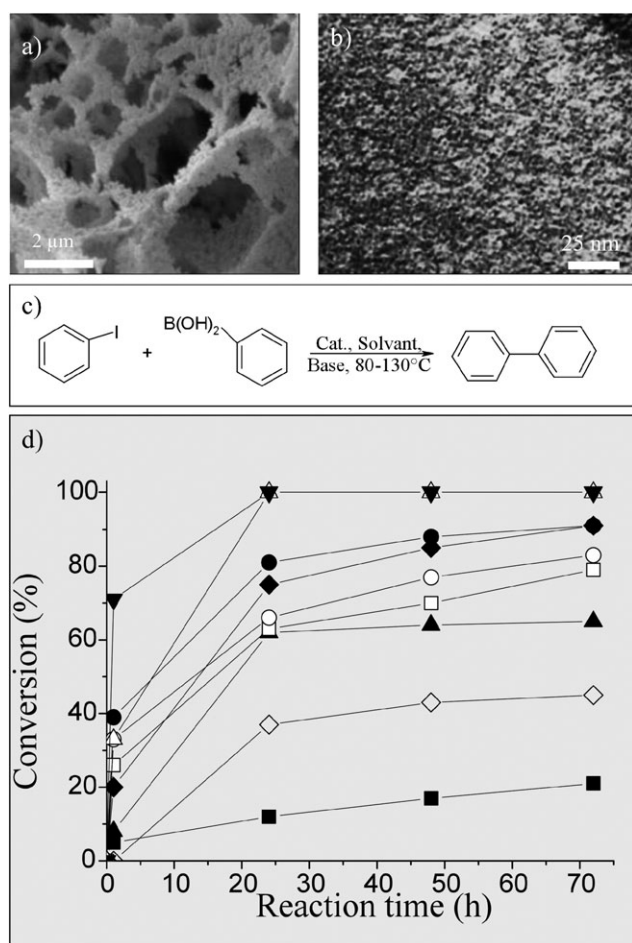 a)
2 µm
b)
25 nm
c)
I
B(OH)2
+
Cat., Solvant,
Base, 80-130°C
d)
100
80
60
40
20
0
Conversion (%)
0 10 20 30 40 50 60 70
Reaction time (h)